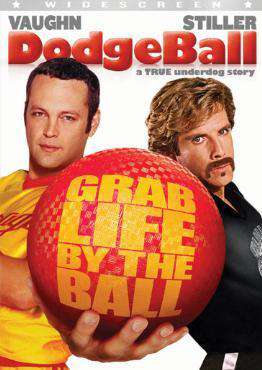 WIDESCREEN
VAUGHN STILLER
DODGEBALL
a TRUE underdog story
GRAB
LIFE
BY THE
BALL